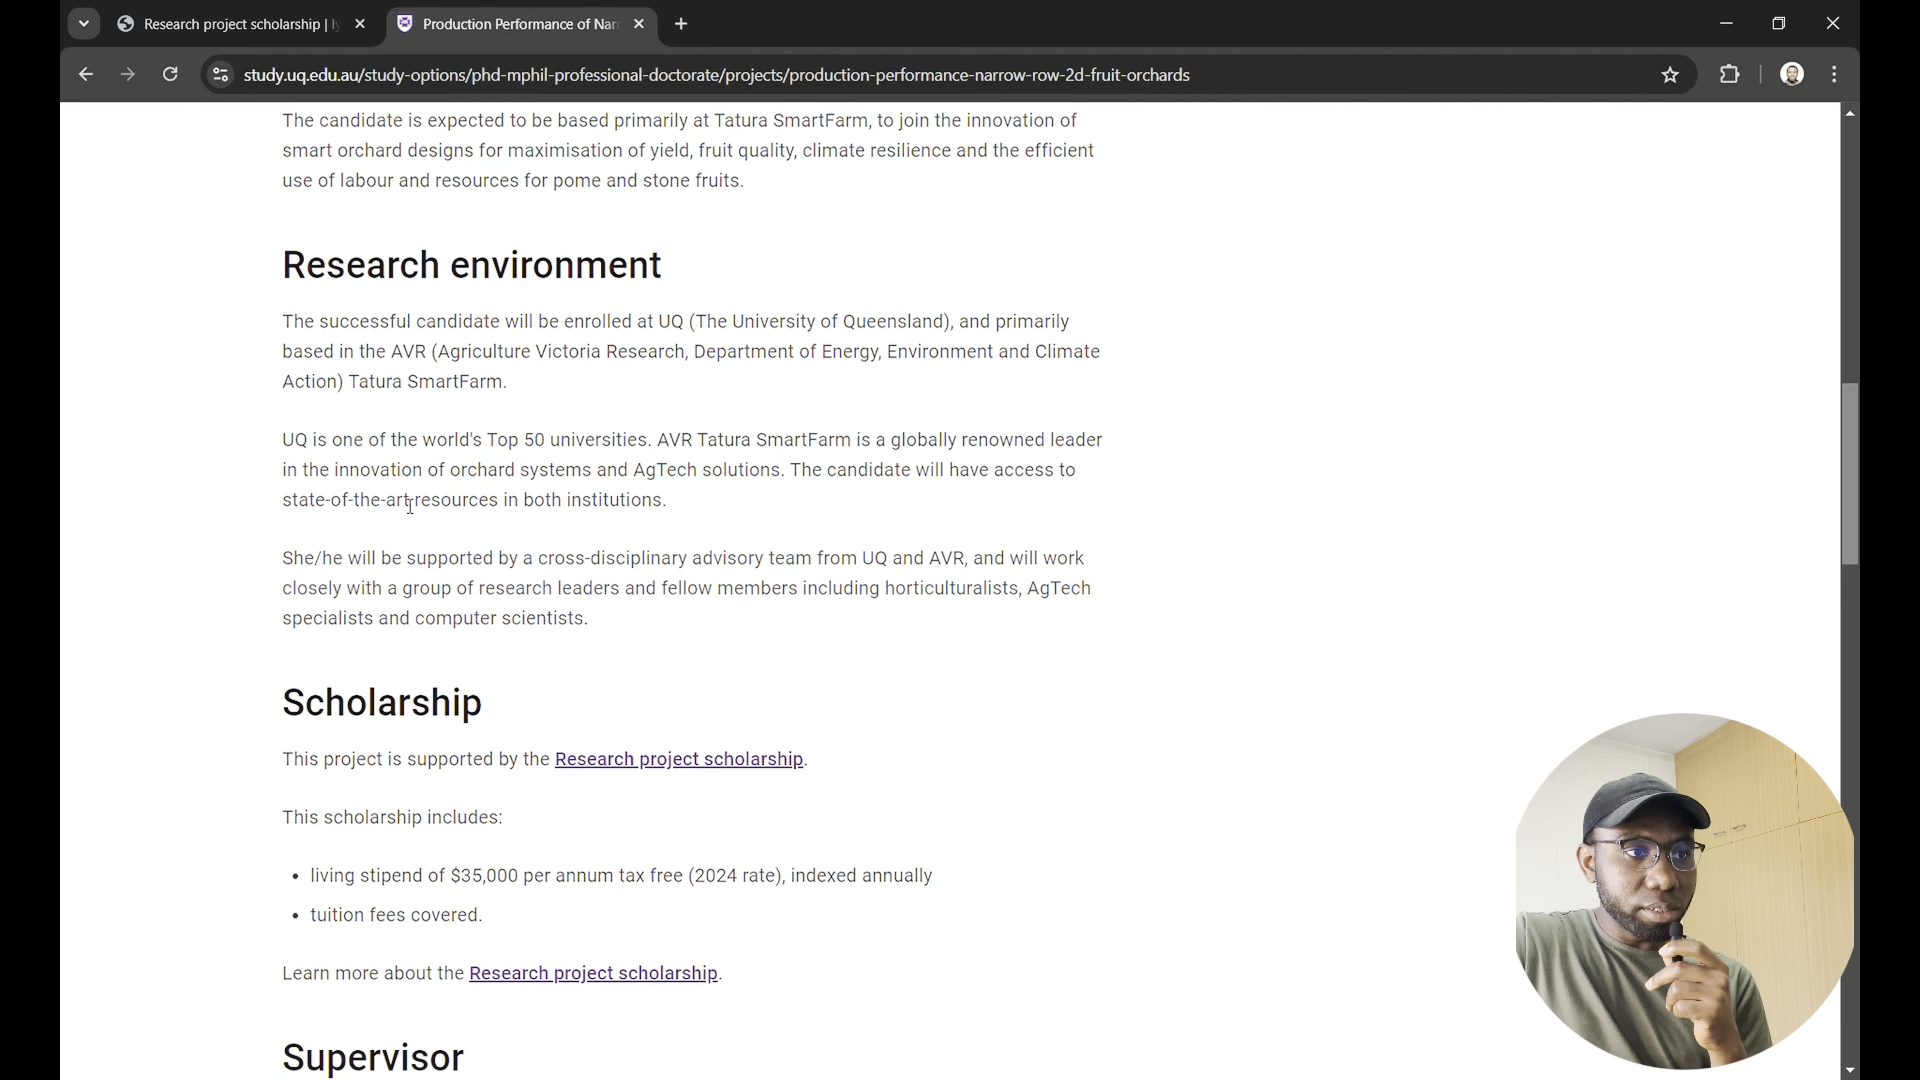 Research project scholarship |
Production Performance of Nar
study.uq.edu.au/study-options/phd-mphil-professional-doctorate/projects/production-performance-narrow-row-2d-fruit-orchards
The candidate is expected to be based primarily at Tatura SmartFarm, to join the innovation of
smart orchard designs for maximisation of yield, fruit quality, climate resilience and the efficient
use of labour and resources for pome and stone fruits.
Research environment
The successful candidate will be enrolled at UQ (The University of Queensland), and primarily
based in the AVR (Agriculture Victoria Research, Department of Energy, Environment and Climate
Action) Tatura SmartFarm.
UQ is one of the world's Top 50 universities. AVR Tatura SmartFarm is a globally renowned leader
in the innovation of orchard systems and AgTech solutions. The candidate will have access to
state-of-the-art resources in both institutions.
She/he will be supported by a cross-disciplinary advisory team from UQ and AVR, and will work
closely with a group of research leaders and fellow members including horticulturalists, AgTech
specialists and computer scientists.
Scholarship
This project is supported by the Research project scholarship.
This scholarship includes:
• living stipend of $35,000 per annum tax free (2024 rate), indexed annually
• tuition fees covered.
Learn more about the Research project scholarship.
Supervisor